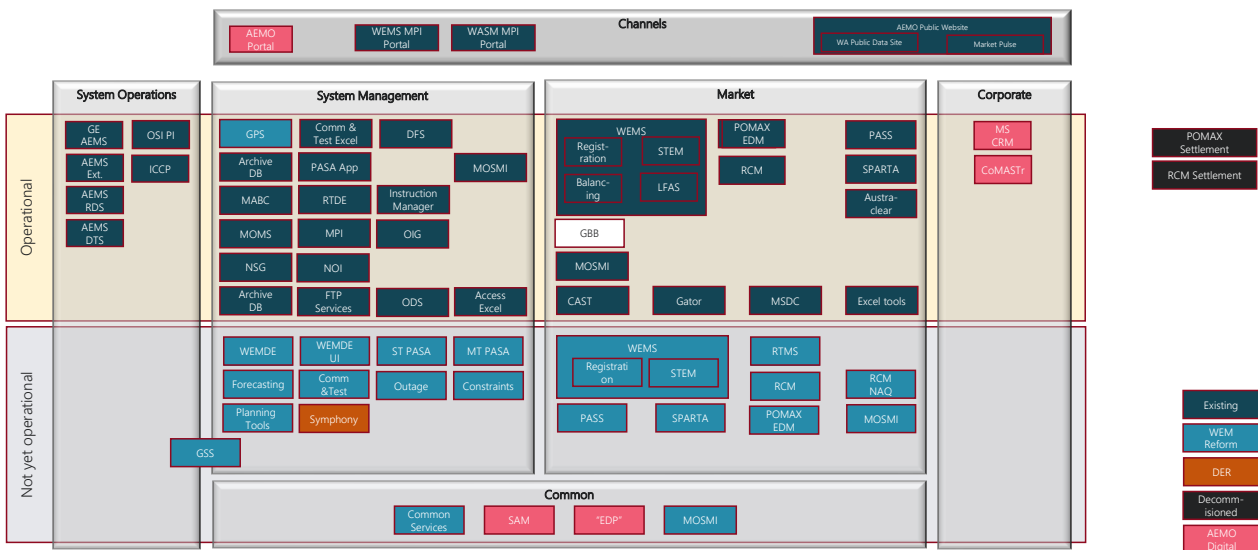 Channels
AEMO
Portal
WEMS MPI
Portal
WASM MPI
Portal
AEMO Public Website
WA Public Data Site
Market Pulse
System Operations
System Management
Market
Corporate
Operational
GE
AEMS
OSI PI
AEMS
Ext.
ICCP
AEMS
RDS
AEMS
DTS
GPS
Comm &
Test Excel
DFS
Archive
DB
PASA App
MOSMI
MABC
RTDE
Instruction
Manager
MOMS
MPI
OIG
NSG
NOI
Archive
DB
FTP
Services
ODS
Access
Excel
WEMS
Regist-
ration
STEM
Balanc-
ing
LFAS
POMAX
EDM
RCM
PASS
SPARTA
Austra-
clear
GBB
MOSMI
CAST
Gator
MSDC
Excel tools
MS
CRM
CoMASTr
POMAX
Settlement
RCM Settlement
Not yet operational
WEMDE
WEMDE
UI
ST PASA
MT PASA
Forecasting
Comm
&Test
Outage
Constraints
Planning
Tools
Symphony
GSS
WEMS
Registrati
on
STEM
RTMS
RCM
RCM
NAQ
PASS
SPARTA
POMAX
EDM
MOSMI
Common
Common
Services
SAM
"EDP"
MOSMI
Existing
WEM
Reform
DER
Decomm-
isioned
AEMO
Digital